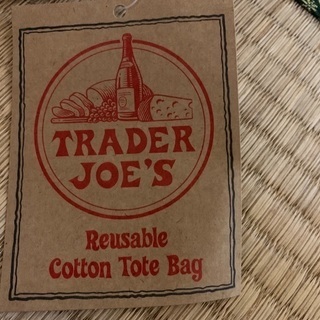 TRADER
JOE'S
Reusable
Cotton Tote Bag